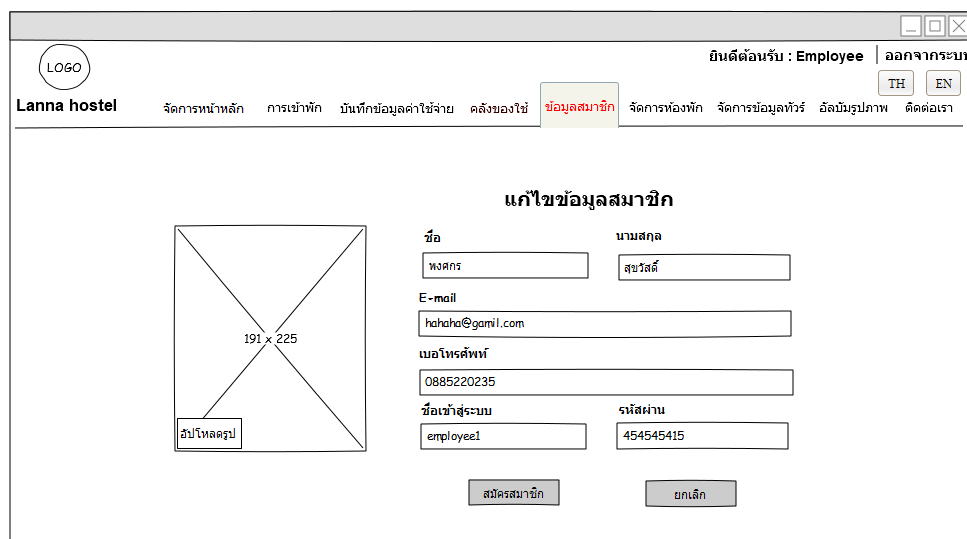 ยินดีต้อนรับ : Employee ออกจากระบบ
LOGO
TH EN
Lanna hostel
จัดการหน้าหลัก การเข้าพัก บันทึกข้อมูลค่าใช้จ่าย คลังของใช้ ข้อมูลสมาชิก จัดการห้องพัก จัดการข้อมูลทัวร์ อัลบัมรูปภาพ ติดต่อเรา
แก้ไขข้อมูลสมาชิก
ชื่อ นามสกุล
พงศกร สุขวัสดิ์
E-mail
hahaha@gamil.com
191 x 225
เบอโทรศัพท์
0885220235
ชื่อเข้าสู่ระบบ รหัสผ่าน
อัปโหลดรูป
employee1 454545415
สมัครสมาชิก ยกเลิก